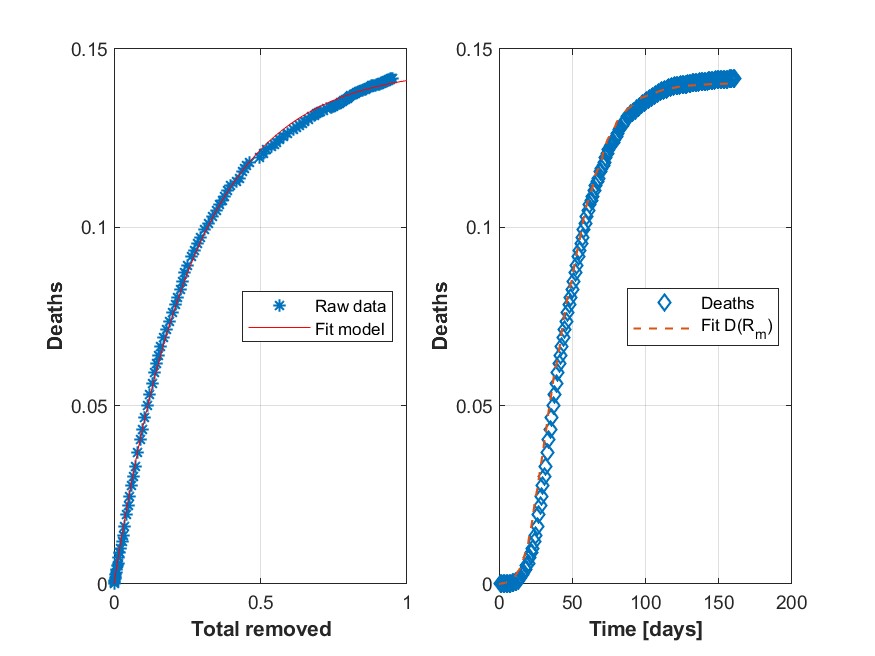 0.15
0.1
0.05
0
0
0.5
1
Deaths
Total removed
Raw data
Fit model
0.15
0.1
0.05
0
0
50
100
150
200
Deaths
Time [days]
Deaths
Fit D(R_m)